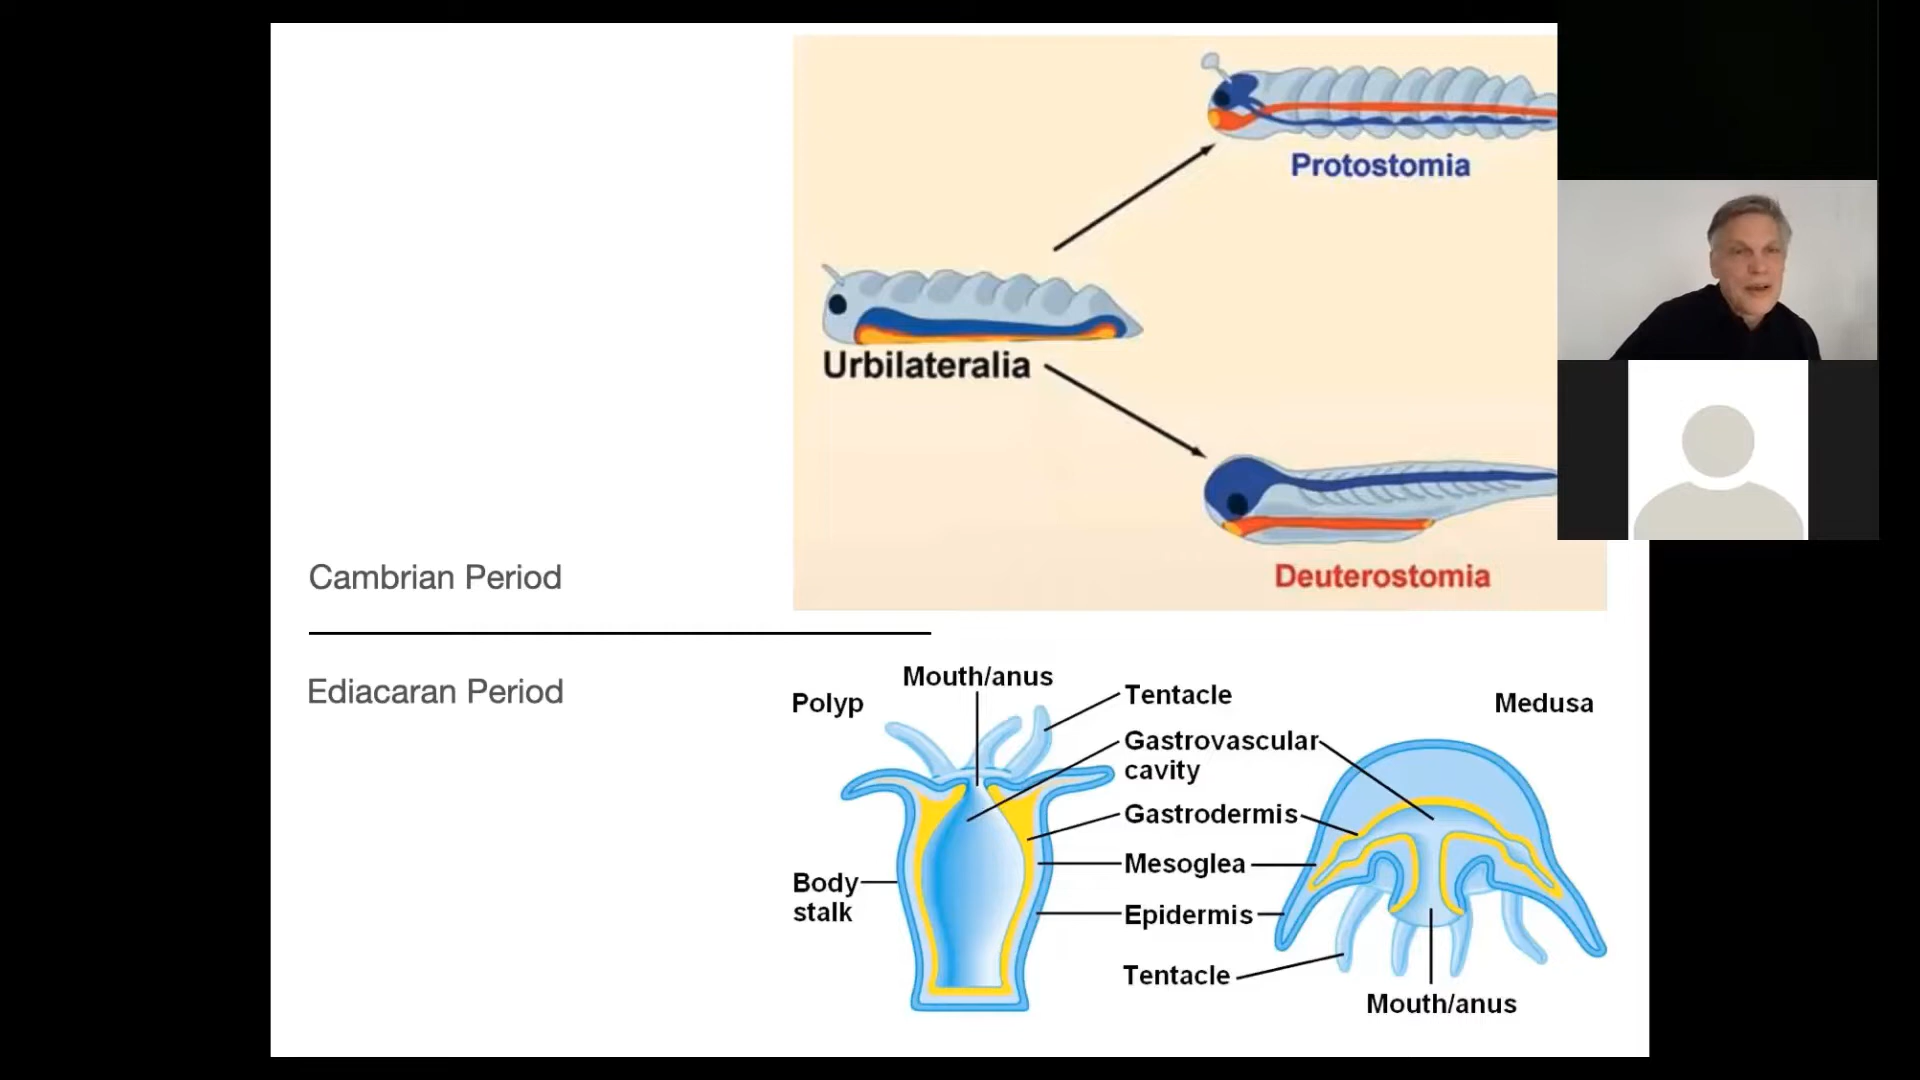 Protostomia
Urbilateralia
Deuterostomia
Cambrian Period
Ediacaran Period
Polyp
Mouth/anus
Tentacle
Medusa
Gastrovascular
cavity
Gastrodermis
Mesoglea
Body
stalk
Epidermis
Tentacle
Mouth/anus